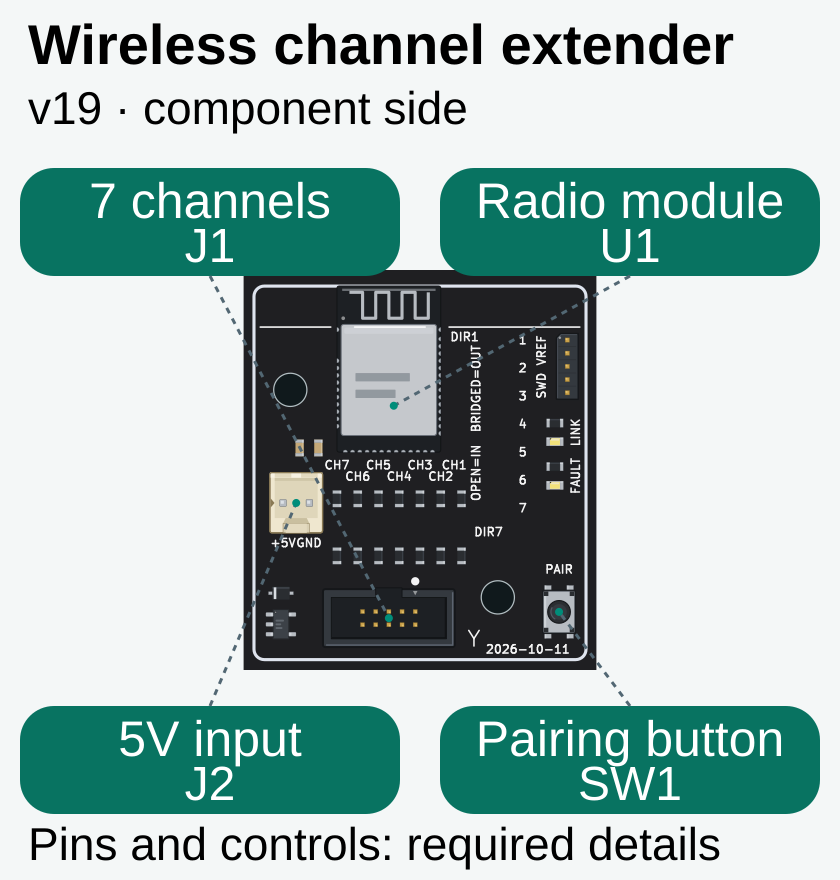 Wireless channel extender
v19 · component side
7 channels
J1
Radio module
U1
DIR1
OPEN=IN BRIDGED=OUT
1
2
3
4
5
6
7
SWD VREF
LINK
FAULT
CH7 CH5 CH3 CH1
CH6 CH4 CH2
+5VGND
DIR7
PAIR
Y
2026-10-11
5V input
J2
Pairing button
SW1
Pins and controls: required details